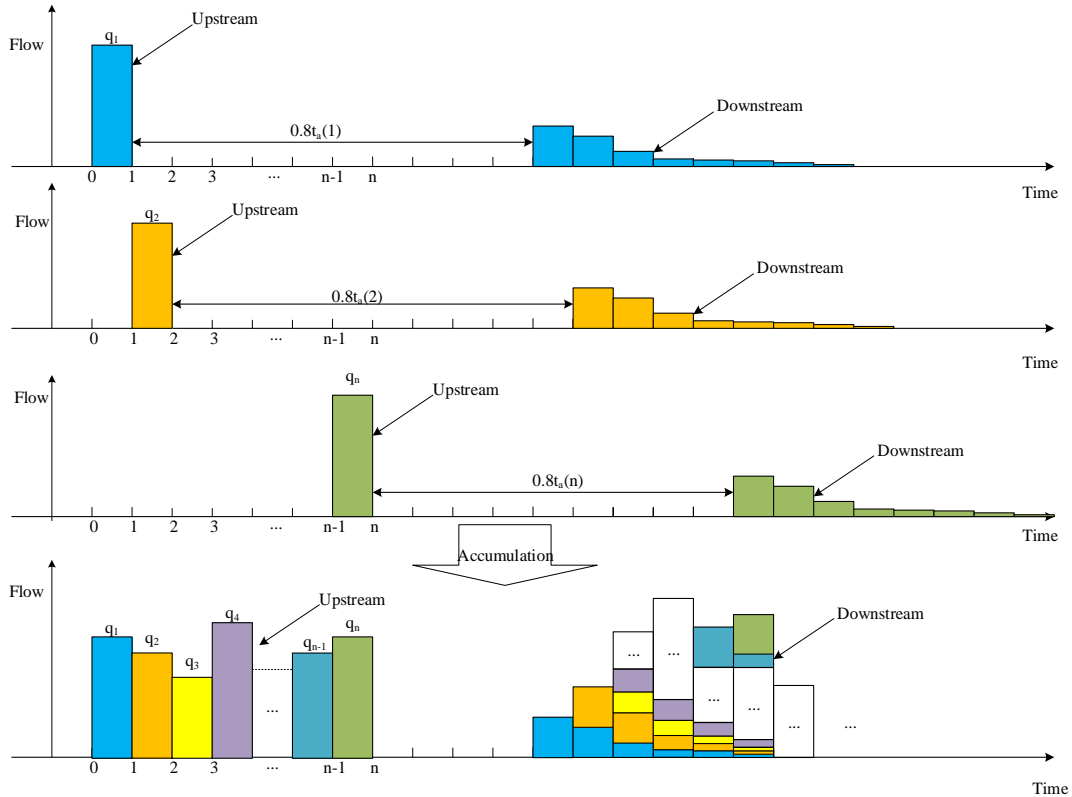 Upstream
q₁
Flow
Downstream
0.8tₐ(1)
0 1 2 3 ... n-1 n
Time
Upstream
q₂
Flow
Downstream
0.8tₐ(2)
0 1 2 3 ... n-1 n
Time
qₙ
Upstream
Flow
Downstream
0.8tₐ(n)
0 1 2 3 ... n-1 n
Time
Accumulation
Flow
Upstream
q₁ q₂ q₃ q₄ ... qₙ₋₁ qₙ
Downstream
... ... ... ... ... ...
0 1 2 3 ... n-1 n
Time